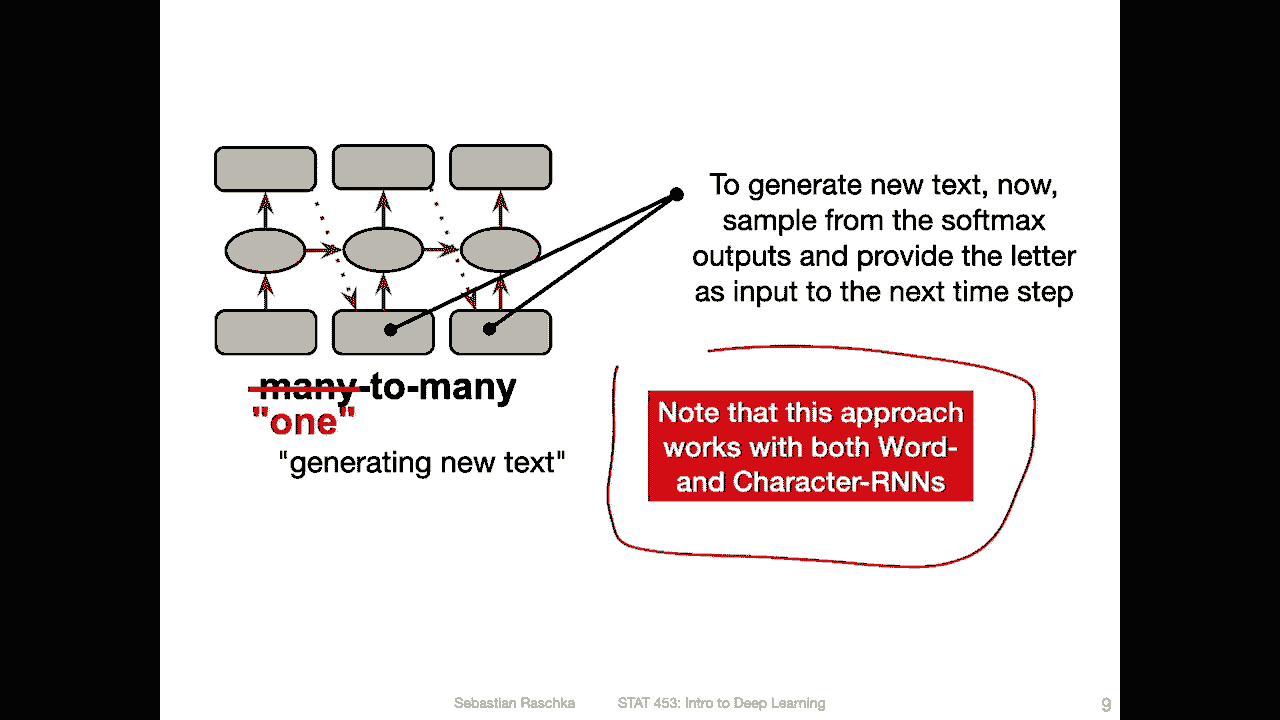 To generate new text, now,
sample from the softmax
outputs and provide the letter
as input to the next time step
many-to-many
"one"
"generating new text"
Note that this approach
works with both Word-
and Character-RNNs
Sebastian Raschka STAT 453: Intro to Deep Learning 9